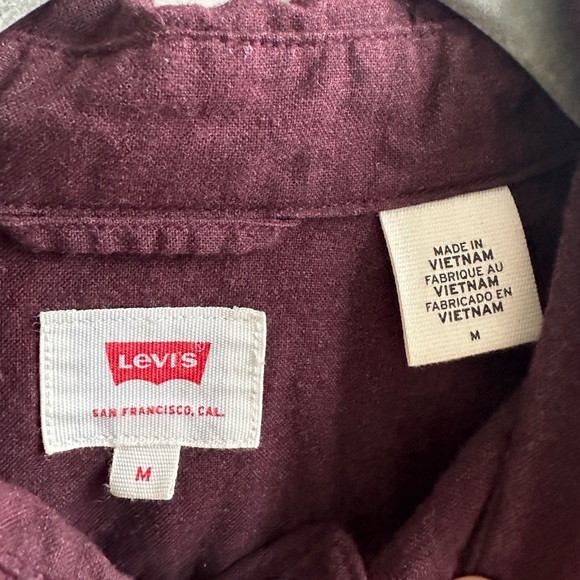 LEVI'S®
SAN FRANCISCO, CAL.
M
MADE IN
VIETNAM
FABRIQUE AU
VIETNAM
FABRICADO EN
VIETNAM
M